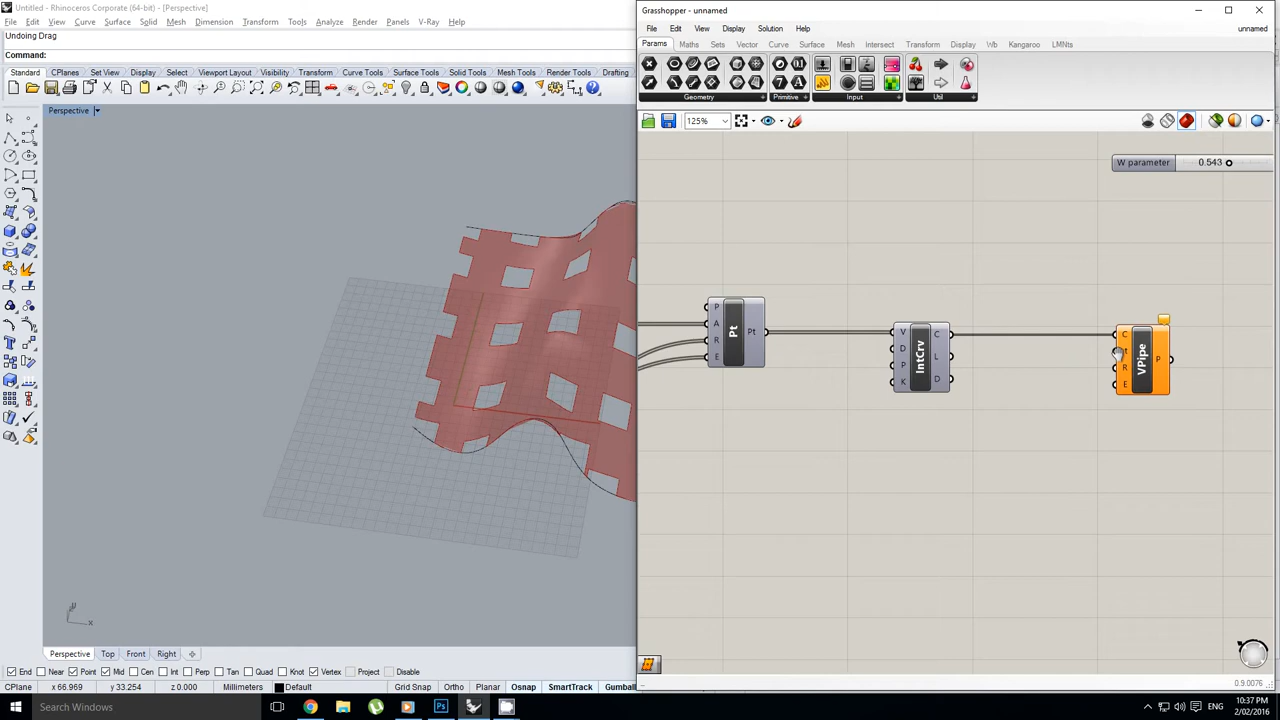 Untitled - Rhinoceros Corporate (64-bit) - [Perspective]
File Edit View Curve Surface Solid Mesh Dimension Transform Tools Analyze Render Panels V-Ray Help
Undoing Drag
Command:
Standard CPlanes Set View Display Select Viewport Layout Visibility Transform Curve Tools Surface Tools Solid Tools Mesh Tools Render Tools Drafting
Perspective
Grasshopper - unnamed
File Edit View Display Solution Help unnamed
Params Maths Sets Vector Curve Surface Mesh Intersect Transform Display Wb Kangaroo LMNts
Geometry Primitive Input Util
125%
W parameter 0.543
P
A
R
E
Pt
Pt
V
D
P
K
IntCrv
C
L
D
C
t
R
E
VPipe
P
x
Perspective Top Front Right
End Near Point Mid Cen Int Perp Tan Quad Knot Vertex Project Disable
CPlane x 66.969 y 33.254 z 0.000 Millimeters Default Grid Snap Ortho Planar Osnap SmartTrack
0.9.0076
Search Windows
ENG
10:37 PM
2/02/2016